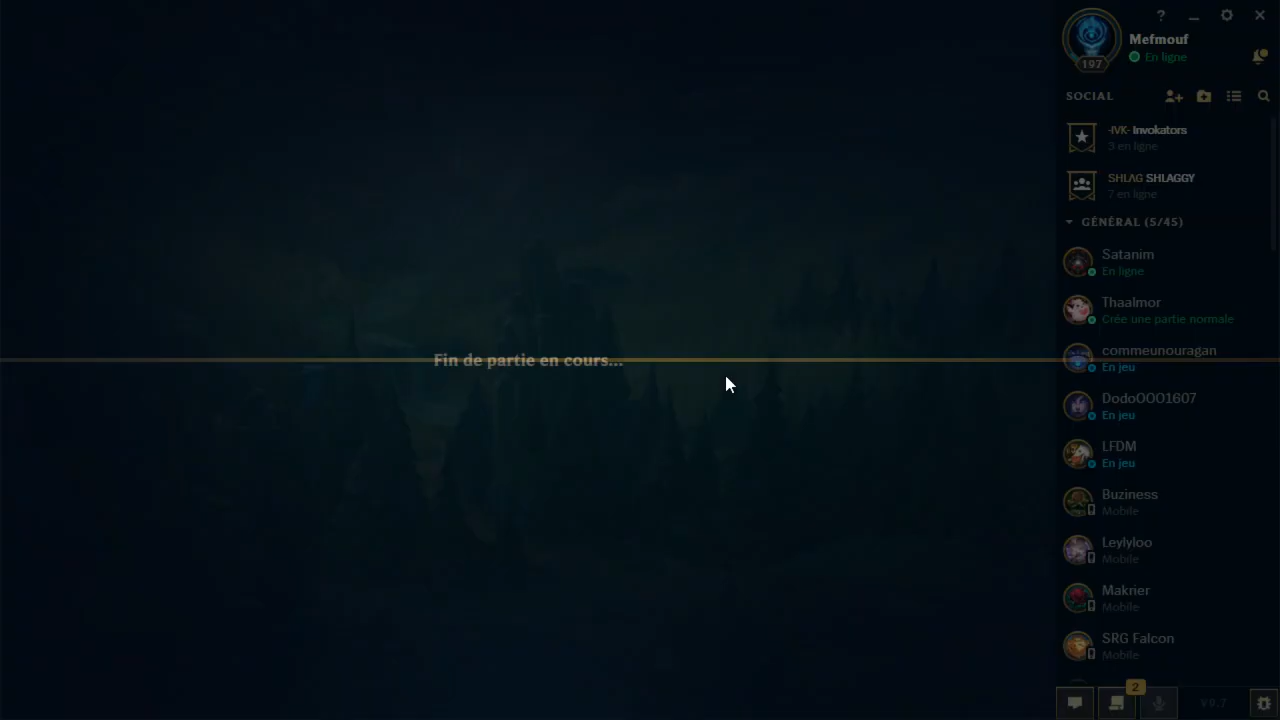 ?
Mefmouf
197
En ligne
SOCIAL
-IVK- Invokators
3 en ligne
SHLAG SHLAGGY
7 en ligne
GÉNÉRAL (5/45)
Satanim
En ligne
Thaalmor
Crée une partie normale
commeunouragan
En jeu
Fin de partie en cours...
Dodo0001607
En jeu
LFDM
En jeu
Buziness
Mobile
Leylyloo
Mobile
Makrier
Mobile
SRG Falcon
Mobile
2
V9.7